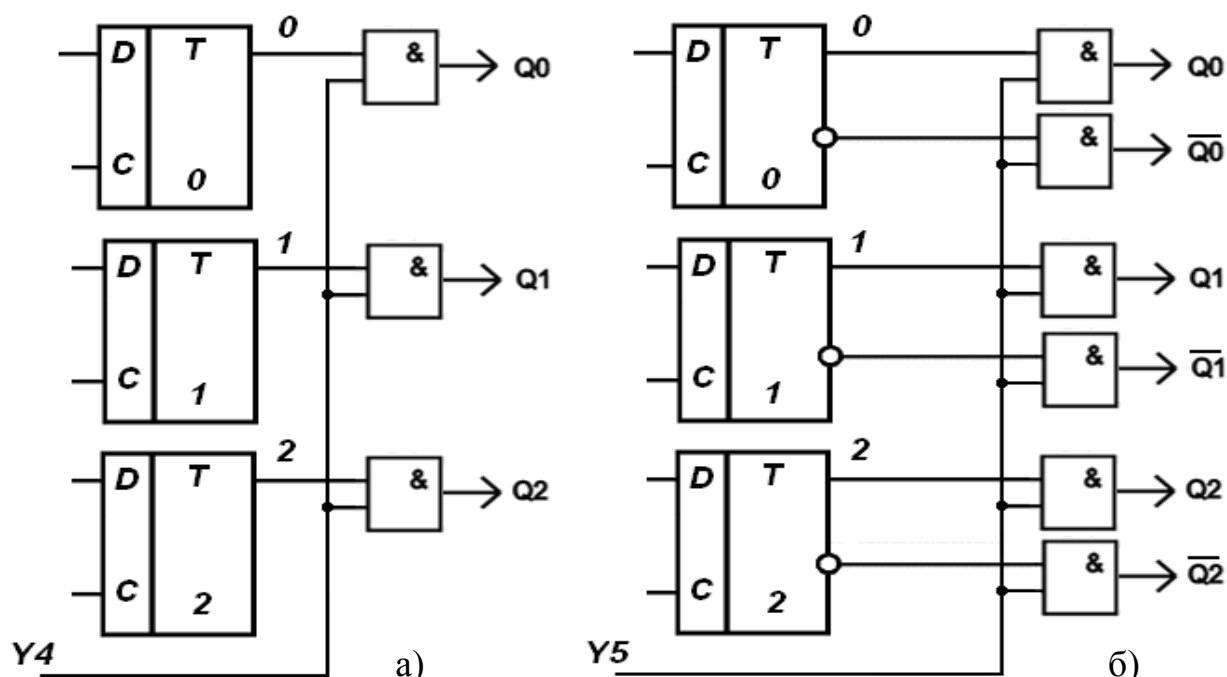 0 0
D T & Q0 D T & Q0
& Q̅0̅
C 0 C 0
1 1
D T & Q1 D T & Q1
& Q̅1̅
C 1 C 1
2 2
D T & Q2 D T & Q2
& Q̅2̅
C 2 C 2
Y4 а) Y5 б)